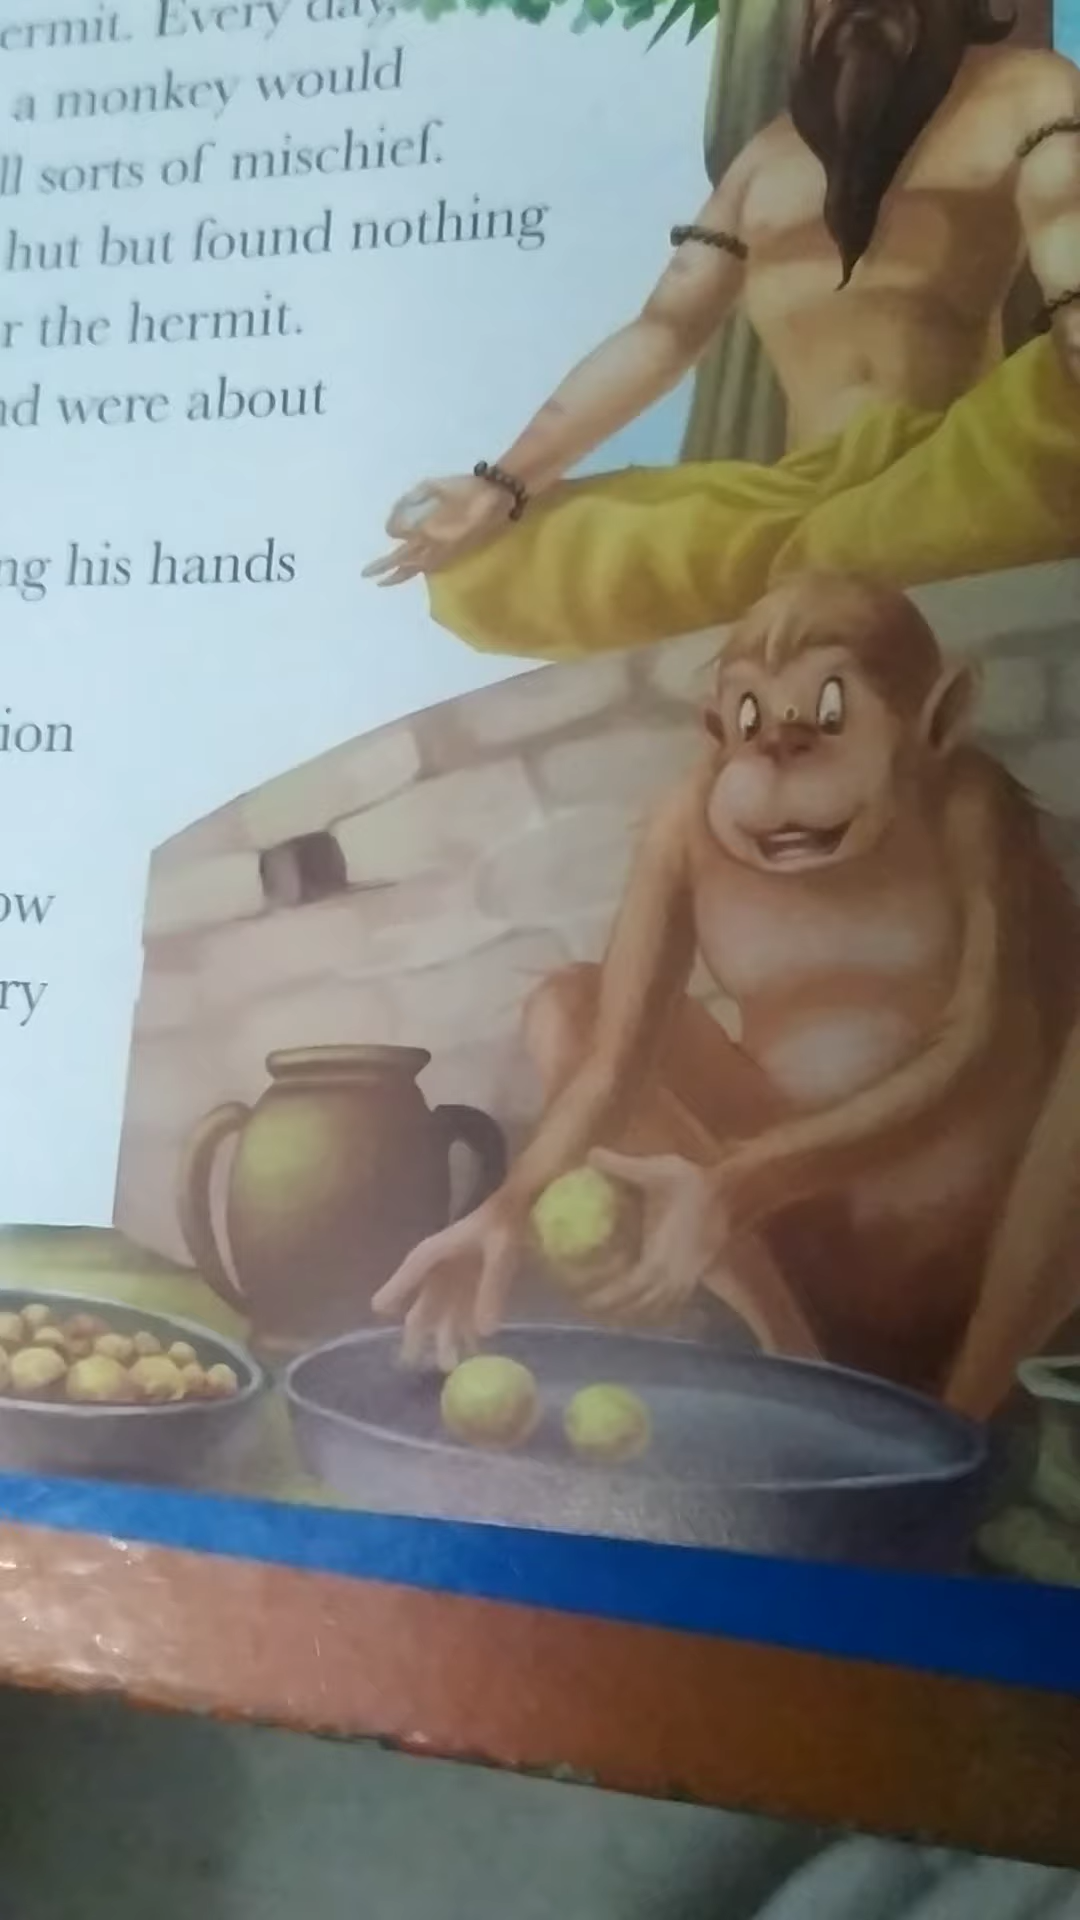 ermit. Every day,
a monkey would
ll sorts of mischief.
hut but found nothing
r the hermit.
nd were about
ng his hands
ion
ow
ry